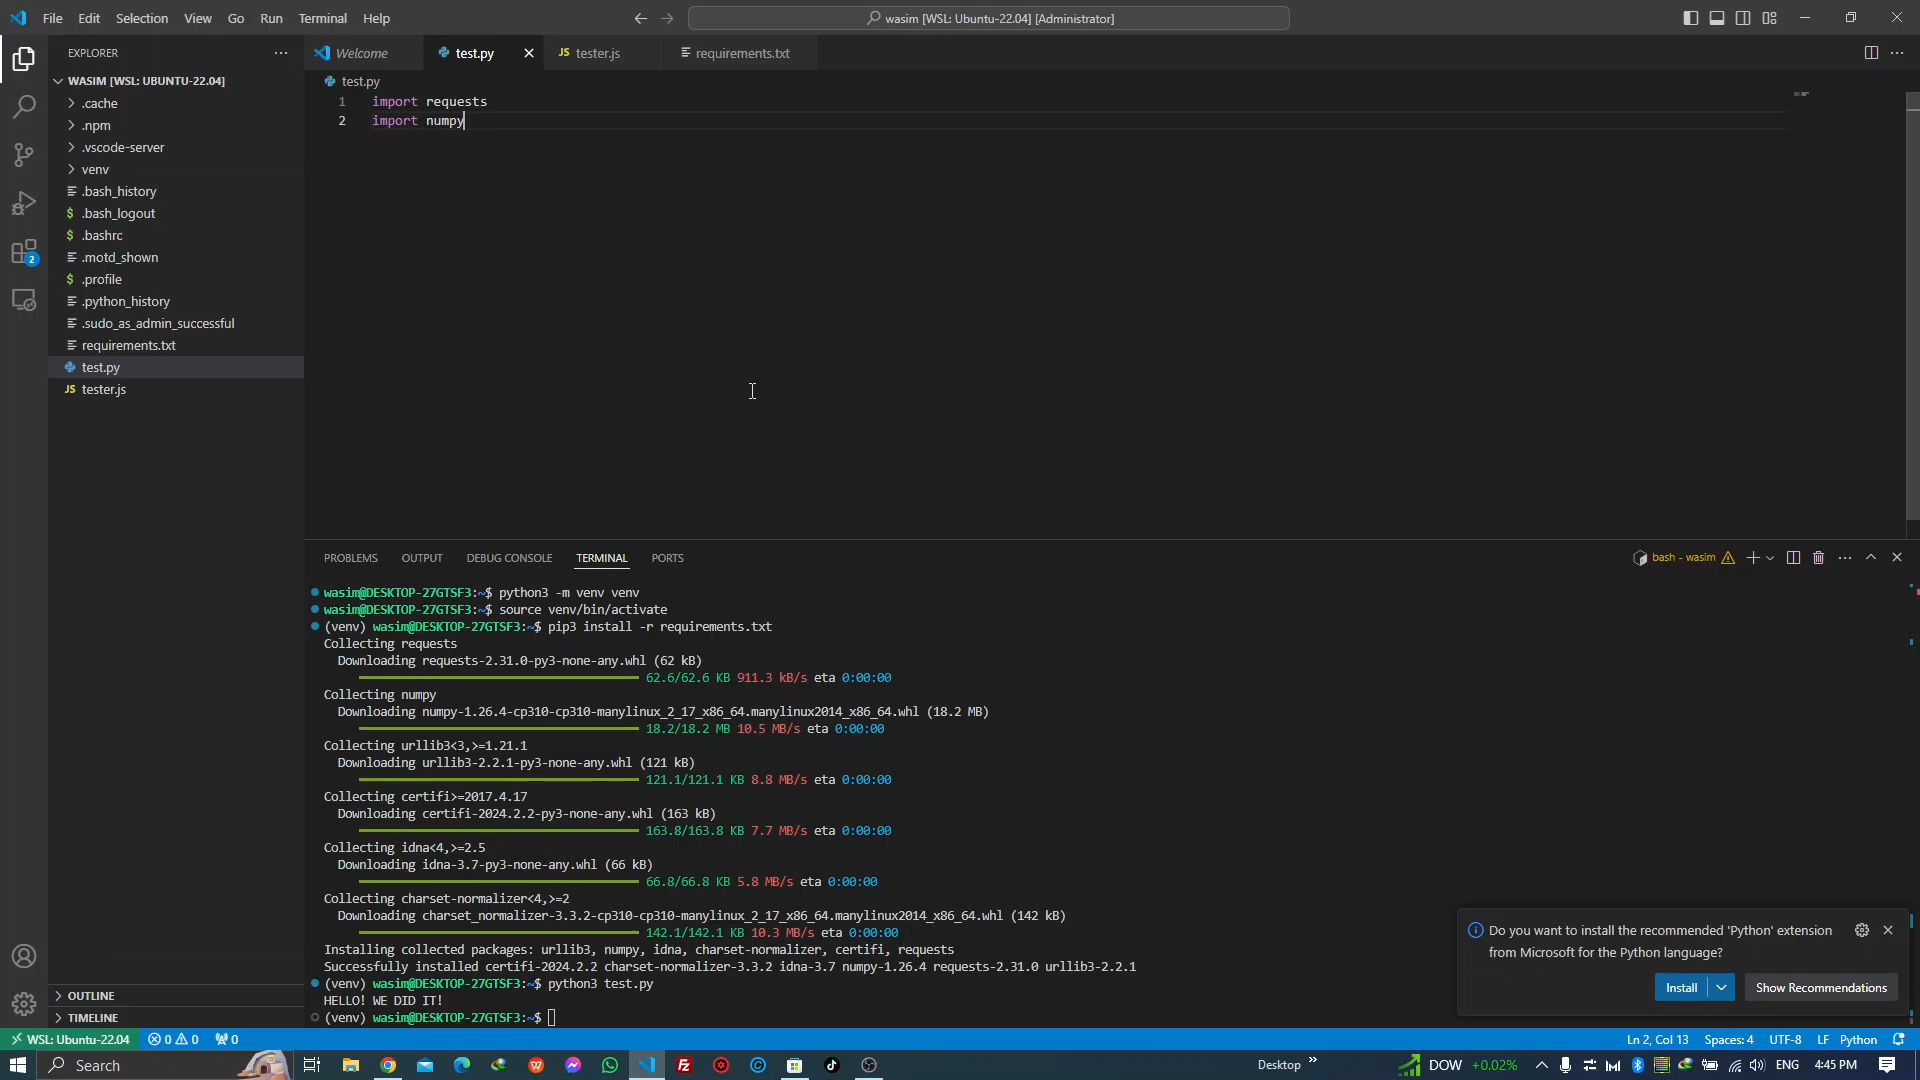 File Edit Selection View Go Run Terminal Help
wasim [WSL: Ubuntu-22.04] [Administrator]
EXPLORER
Welcome
test.py
JS tester.js
requirements.txt
WASIM [WSL: UBUNTU-22.04]
test.py
.cache
.npm
.vscode-server
venv
.bash_history
$ .bash_logout
$ .bashrc
.motd_shown
$ .profile
.python_history
.sudo_as_admin_successful
requirements.txt
test.py
JS tester.js
2
OUTLINE
TIMELINE
1 import requests
2 import numpy
PROBLEMS OUTPUT DEBUG CONSOLE TERMINAL PORTS
bash - wasim
wasim@DESKTOP-27GTSF3:~$ python3 -m venv venv
wasim@DESKTOP-27GTSF3:~$ source venv/bin/activate
(venv) wasim@DESKTOP-27GTSF3:~$ pip3 install -r requirements.txt
Collecting requests
Downloading requests-2.31.0-py3-none-any.whl (62 kB)
62.6/62.6 KB 911.3 kB/s eta 0:00:00
Collecting numpy
Downloading numpy-1.26.4-cp310-cp310-manylinux_2_17_x86_64.manylinux2014_x86_64.whl (18.2 MB)
18.2/18.2 MB 10.5 MB/s eta 0:00:00
Collecting urllib3<3,>=1.21.1
Downloading urllib3-2.2.1-py3-none-any.whl (121 kB)
121.1/121.1 KB 8.8 MB/s eta 0:00:00
Collecting certifi>=2017.4.17
Downloading certifi-2024.2.2-py3-none-any.whl (163 kB)
163.8/163.8 KB 7.7 MB/s eta 0:00:00
Collecting idna<4,>=2.5
Downloading idna-3.7-py3-none-any.whl (66 kB)
66.8/66.8 KB 5.8 MB/s eta 0:00:00
Collecting charset-normalizer<4,>=2
Downloading charset_normalizer-3.3.2-cp310-cp310-manylinux_2_17_x86_64.manylinux2014_x86_64.whl (142 kB)
142.1/142.1 KB 10.3 MB/s eta 0:00:00
Installing collected packages: urllib3, numpy, idna, charset-normalizer, certifi, requests
Successfully installed certifi-2024.2.2 charset-normalizer-3.3.2 idna-3.7 numpy-1.26.4 requests-2.31.0 urllib3-2.2.1
(venv) wasim@DESKTOP-27GTSF3:~$ python3 test.py
HELLO! WE DID IT!
(venv) wasim@DESKTOP-27GTSF3:~$
Do you want to install the recommended 'Python' extension
from Microsoft for the Python language?
Install
Show Recommendations
WSL: Ubuntu-22.04 0 0 0
Ln 2, Col 13 Spaces: 4 UTF-8 LF Python
Search
Desktop
DOW +0.02%
ENG 4:45 PM